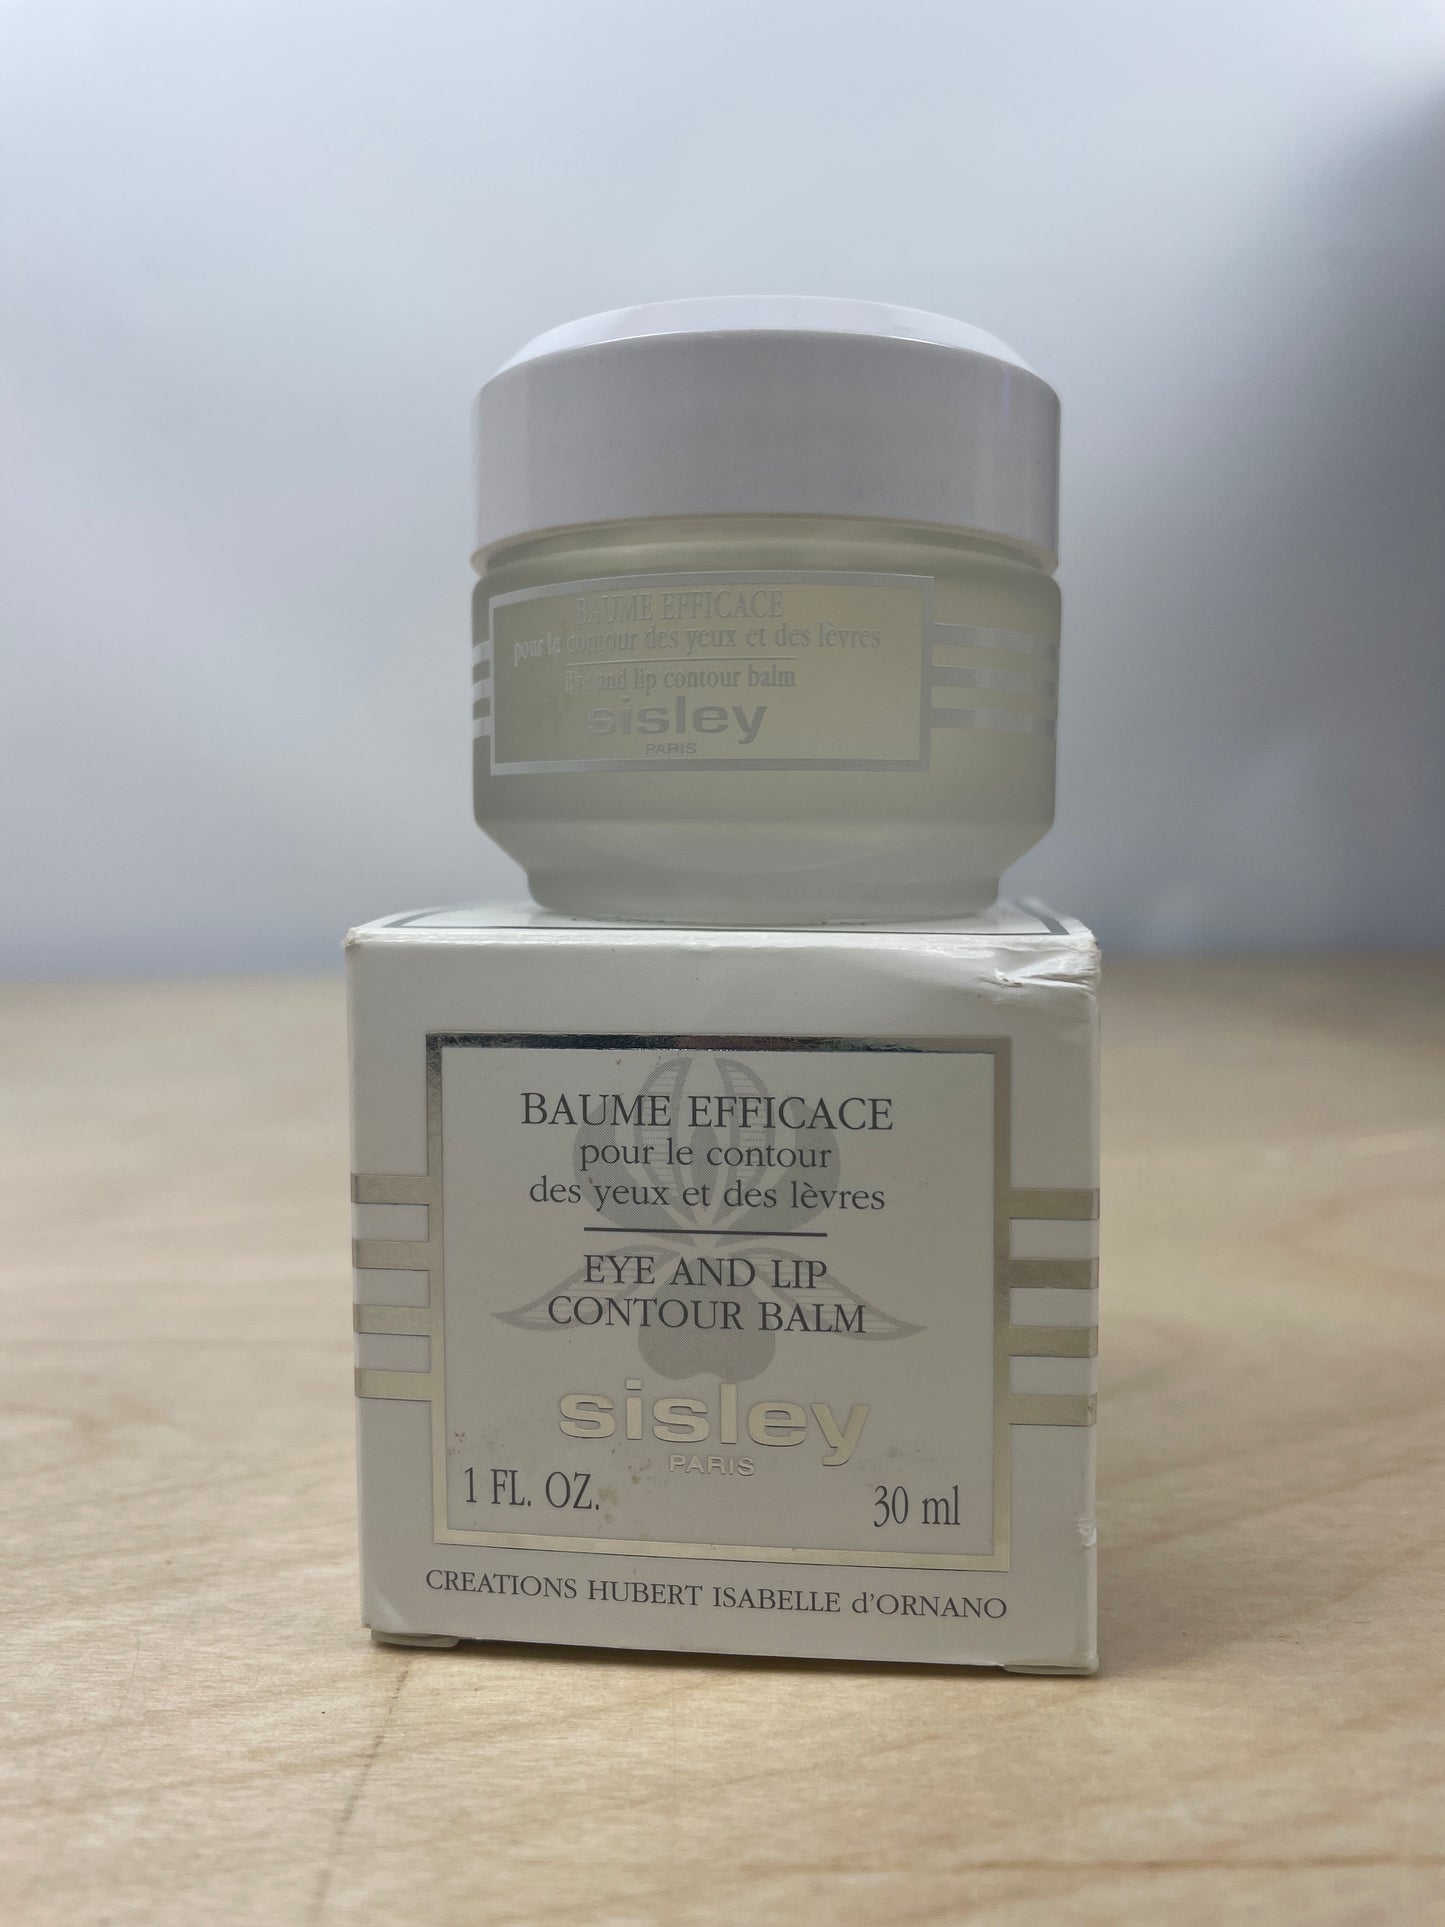 BAUME EFFICACE
pour le contour des yeux et des lèvres
Eye and lip contour balm
sisley
PARIS
BAUME EFFICACE
pour le contour
des yeux et des lèvres
EYE AND LIP
CONTOUR BALM
sisley
PARIS
1 FL. OZ. 30 ml
CREATIONS HUBERT ISABELLE d'ORNANO